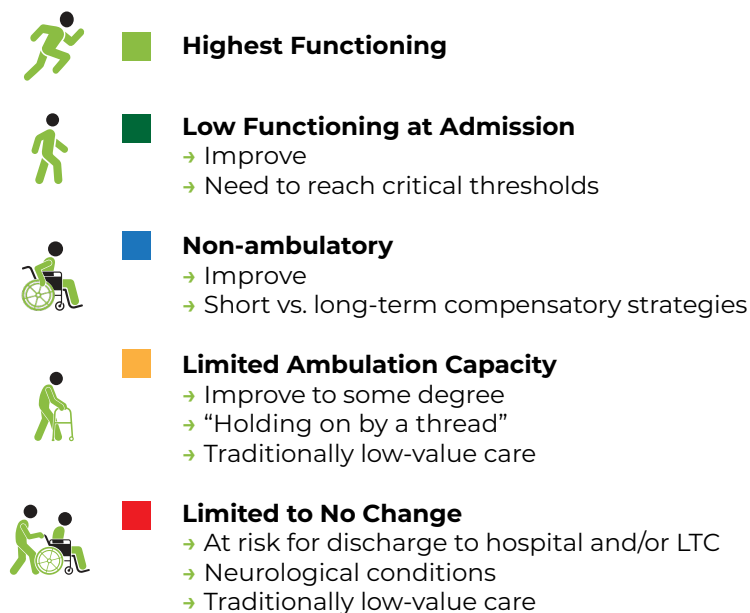 Highest Functioning
Low Functioning at Admission
→ Improve
→ Need to reach critical thresholds
Non-ambulatory
→ Improve
→ Short vs. long-term compensatory strategies
Limited Ambulation Capacity
→ Improve to some degree
→ “Holding on by a thread”
→ Traditionally low-value care
Limited to No Change
→ At risk for discharge to hospital and/or LTC
→ Neurological conditions
→ Traditionally low-value care